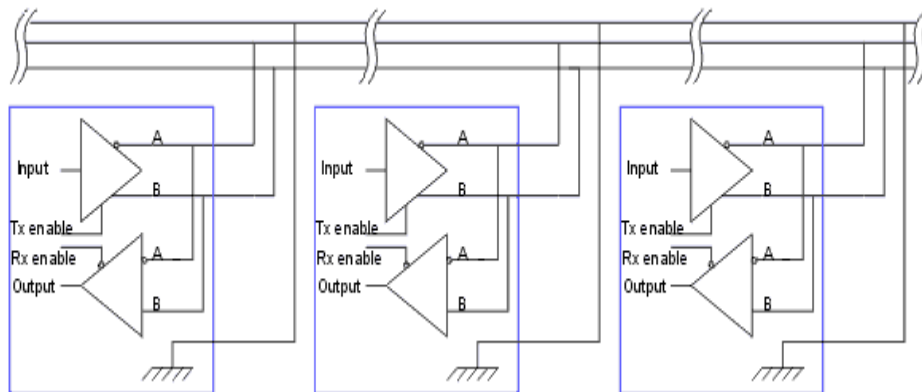 A
Input
B
Tx enable
Rx enable
A
Output
B
A
Input
B
Tx enable
Rx enable
A
Output
B
A
Input
B
Tx enable
Rx enable
A
Output
B